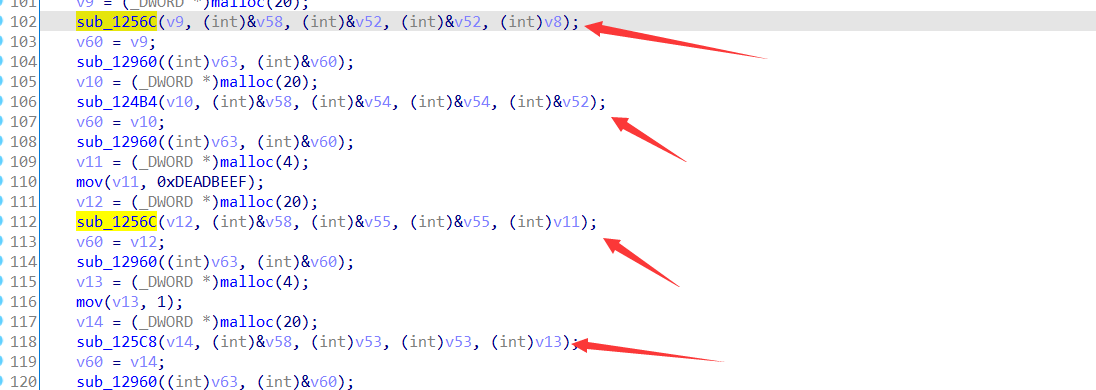 101 v9 = (_DWORD *)malloc(20);
102 sub_1256C(v9, (int)&v58, (int)&v52, (int)&v52, (int)v8);
103 v60 = v9;
104 sub_12960((int)v63, (int)&v60);
105 v10 = (_DWORD *)malloc(20);
106 sub_124B4(v10, (int)&v58, (int)&v54, (int)&v54, (int)&v52);
107 v60 = v10;
108 sub_12960((int)v63, (int)&v60);
109 v11 = (_DWORD *)malloc(4);
110 mov(v11, 0xDEADBEEF);
111 v12 = (_DWORD *)malloc(20);
112 sub_1256C(v12, (int)&v58, (int)&v55, (int)&v55, (int)v11);
113 v60 = v12;
114 sub_12960((int)v63, (int)&v60);
115 v13 = (_DWORD *)malloc(4);
116 mov(v13, 1);
117 v14 = (_DWORD *)malloc(20);
118 sub_125C8(v14, (int)&v58, (int)v53, (int)v53, (int)v13);
119 v60 = v14;
120 sub_12960((int)v63, (int)&v60);